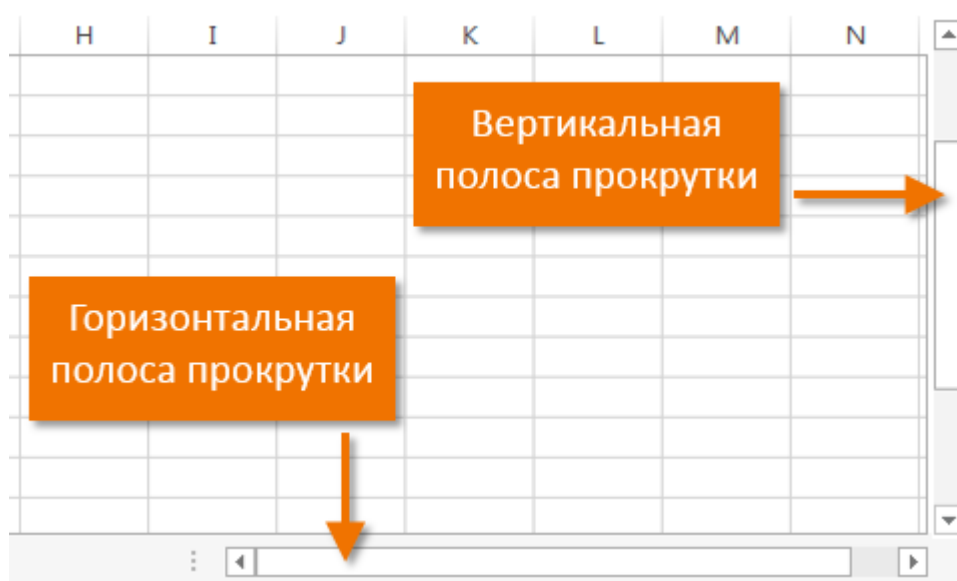 H I J K L M N
Вертикальная
полоса прокрутки
Горизонтальная
полоса прокрутки